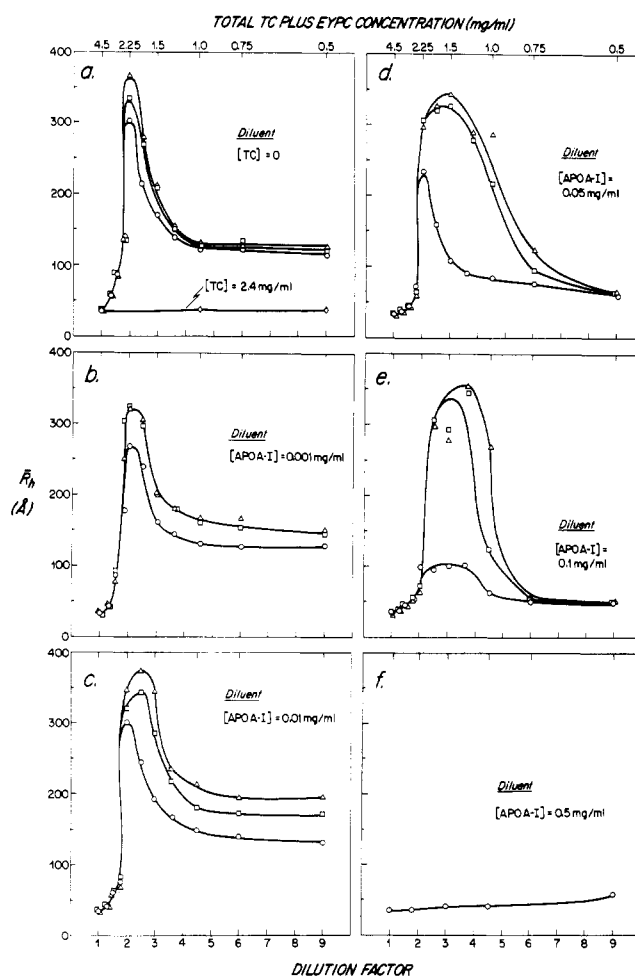 TOTAL TC PLUS EYPC CONCENTRATION (mg/ml)
4.5 2.25 1.5 1.0 0.75 0.5
4.5 2.25 1.5 1.0 0.75 0.5
400
300
200
100
0
a.
Diluent
[TC] = 0
[TC] = 2.4 mg/ml
d.
Diluent
[APOA-I] =
0.05 mg/ml
400
300
200
100
0
b.
Diluent
[APOA-I] = 0.001 mg/ml
R̄h
(Å)
e.
Diluent
[APOA-I] =
0.1 mg/ml
400
300
200
100
0
c.
Diluent
[APOA-I] = 0.01 mg/ml
f.
Diluent
[APOA-I] = 0.5 mg/ml
1 2 3 4 5 6 7 8 9
1 2 3 4 5 6 7 8 9
DILUTION FACTOR